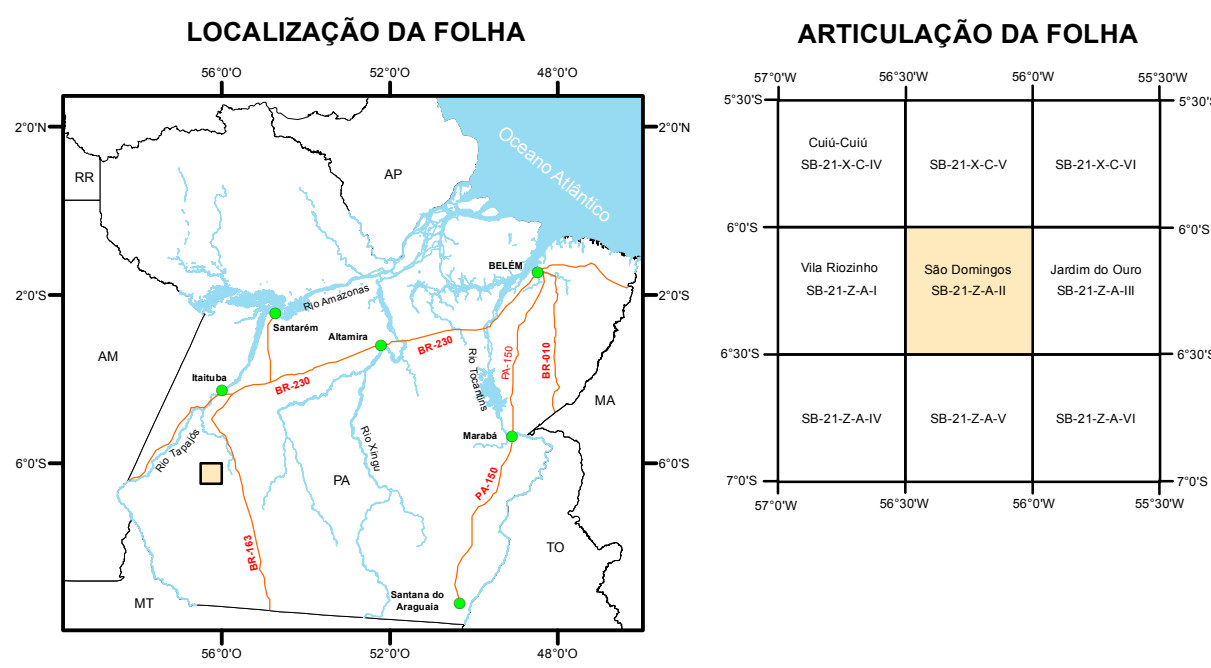 LOCALIZAÇÃO DA FOLHA
56°0'O
52°0'O
48°0'O
2°0'N
2°0'N
RR
AP
Oceano Atlântico
BELÉM
2°0'S
2°0'S
Rio Amazonas
Santarém
Altamira
BR-230
AM
Itaituba
BR-230
Rio Tocantins
PA-150
BR-010
MA
Rio Tapajós
Rio Xingu
Marabá
6°0'S
6°0'S
PA
PA-150
BR-163
TO
MT
Santana do
Araguaia
56°0'O
52°0'O
48°0'O
ARTICULAÇÃO DA FOLHA
57°0'W
56°30'W
56°0'W
55°30'W
5°30'S
5°30'S
Cuiú-Cuiú
SB-21-X-C-IV
SB-21-X-C-V
SB-21-X-C-VI
6°0'S
6°0'S
Vila Riozinho
SB-21-Z-A-I
São Domingos
SB-21-Z-A-II
Jardim do Ouro
SB-21-Z-A-III
6°30'S
6°30'S
SB-21-Z-A-IV
SB-21-Z-A-V
SB-21-Z-A-VI
7°0'S
7°0'S
57°0'W
56°30'W
56°0'W
55°30'W